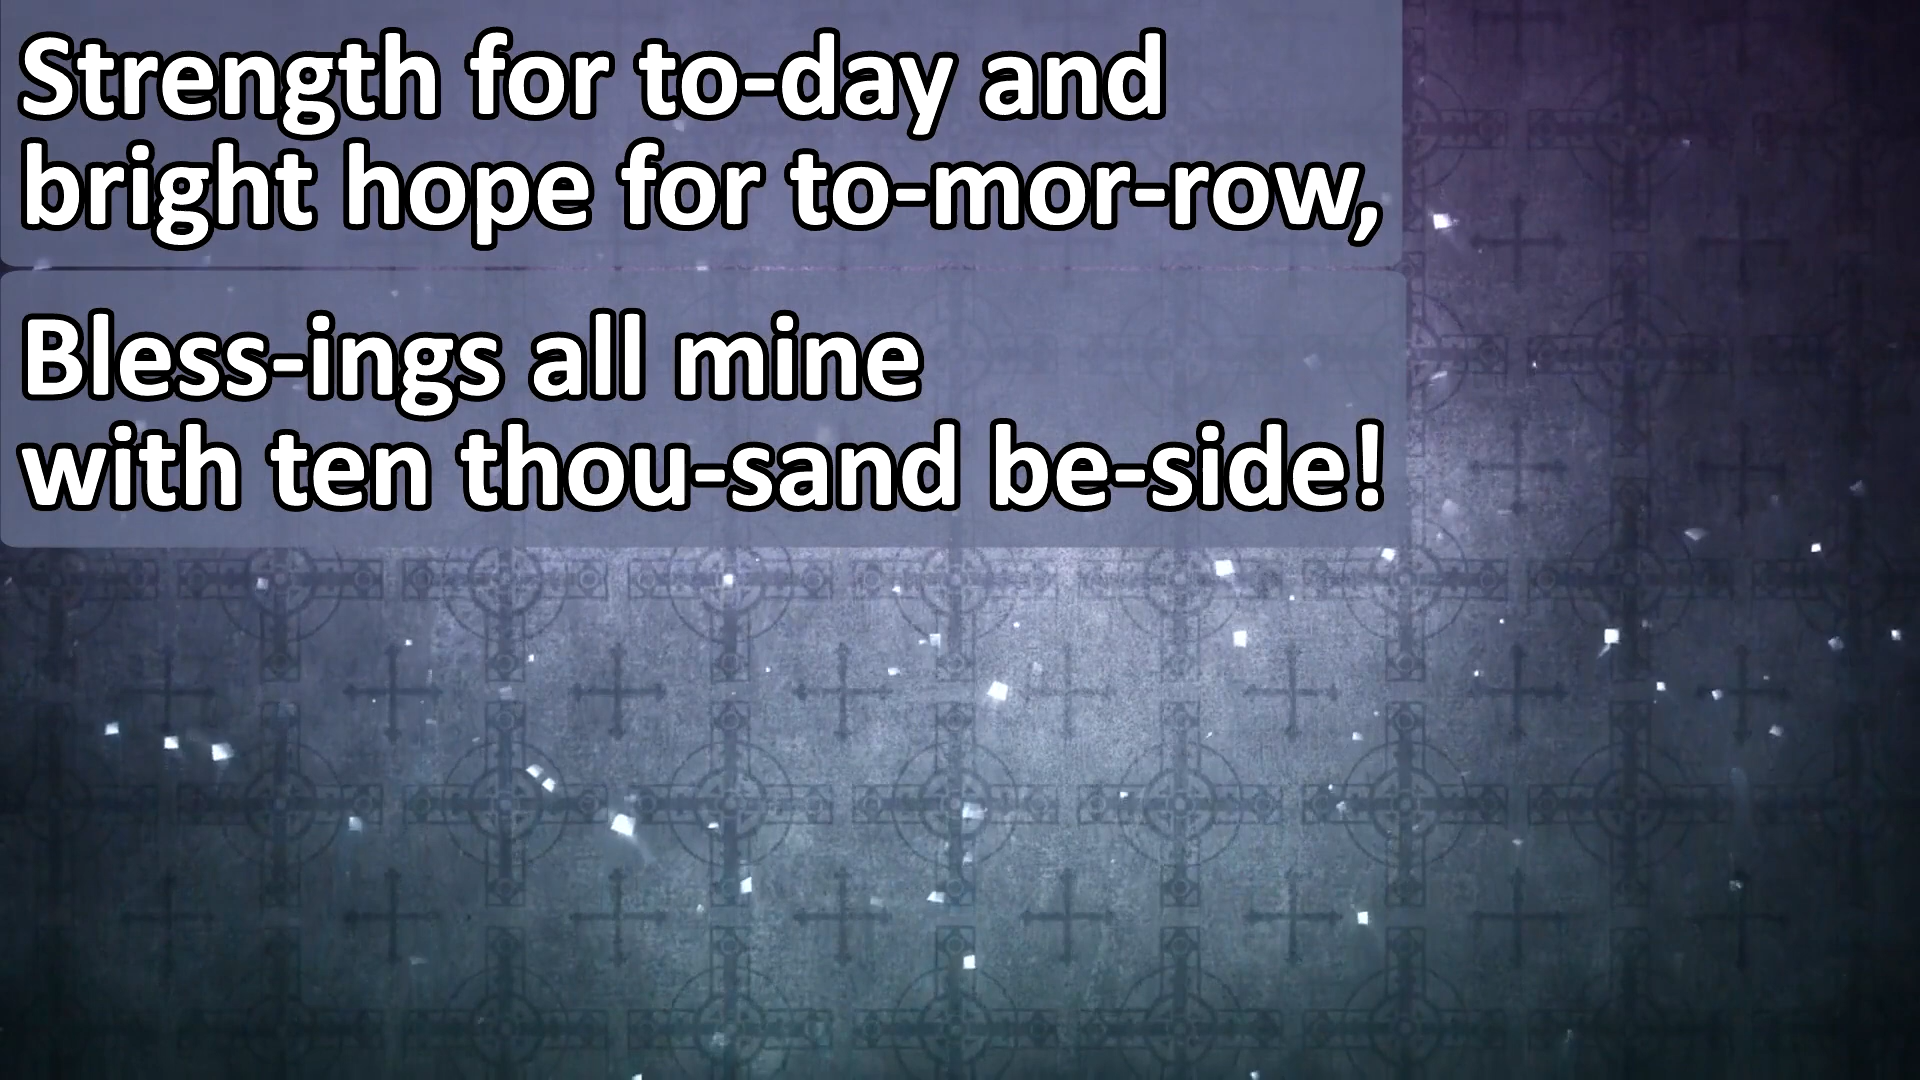 Strength for to-day and
bright hope for to-mor-row,
Bless-ings all mine
with ten thou-sand be-side!